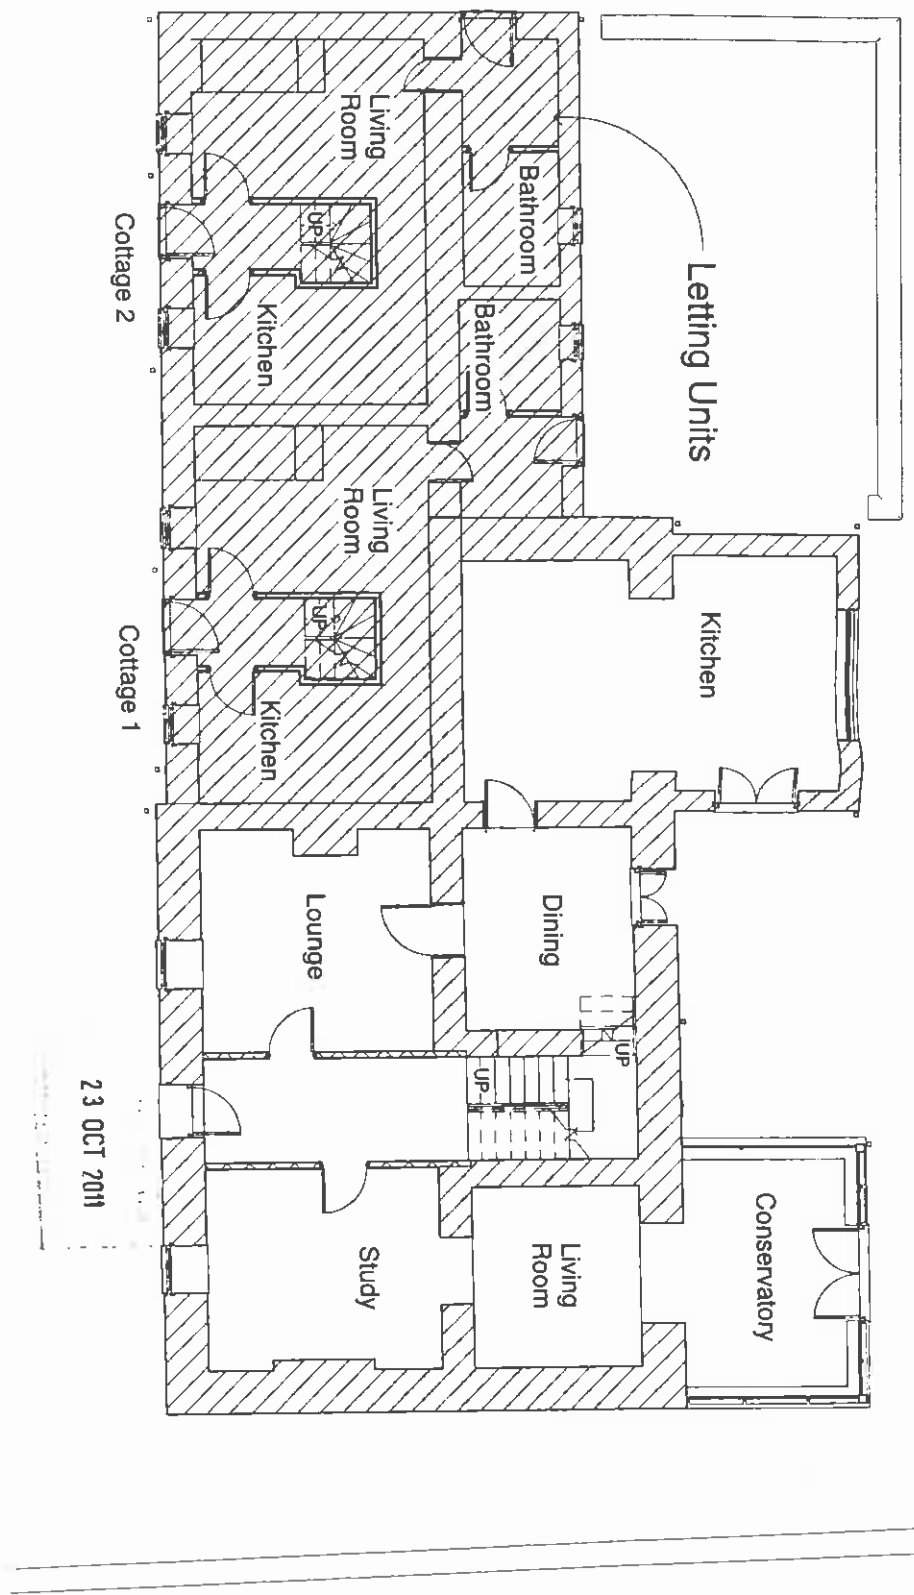 Letting Units
Bathroom
Bathroom
Living
Room
UP
Kitchen
Cottage 2
Living
Room
UP
Kitchen
Cottage 1
Kitchen
Dining
Lounge
UP
UP
Conservatory
Living
Room
Study
23 OCT 2011